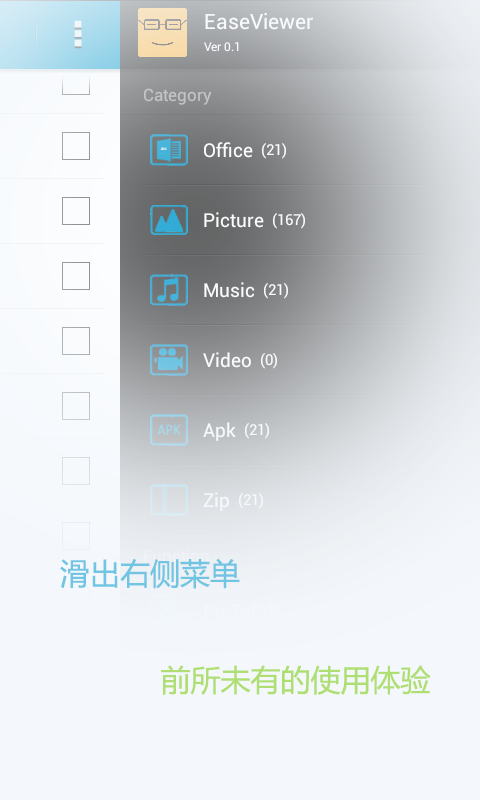 EaseViewer
Ver 0.1
Category
Office (21)
Picture (167)
Music (21)
Video (0)
APK
Apk (21)
Zip (21)
滑出右侧菜单
前所未有的使用体验